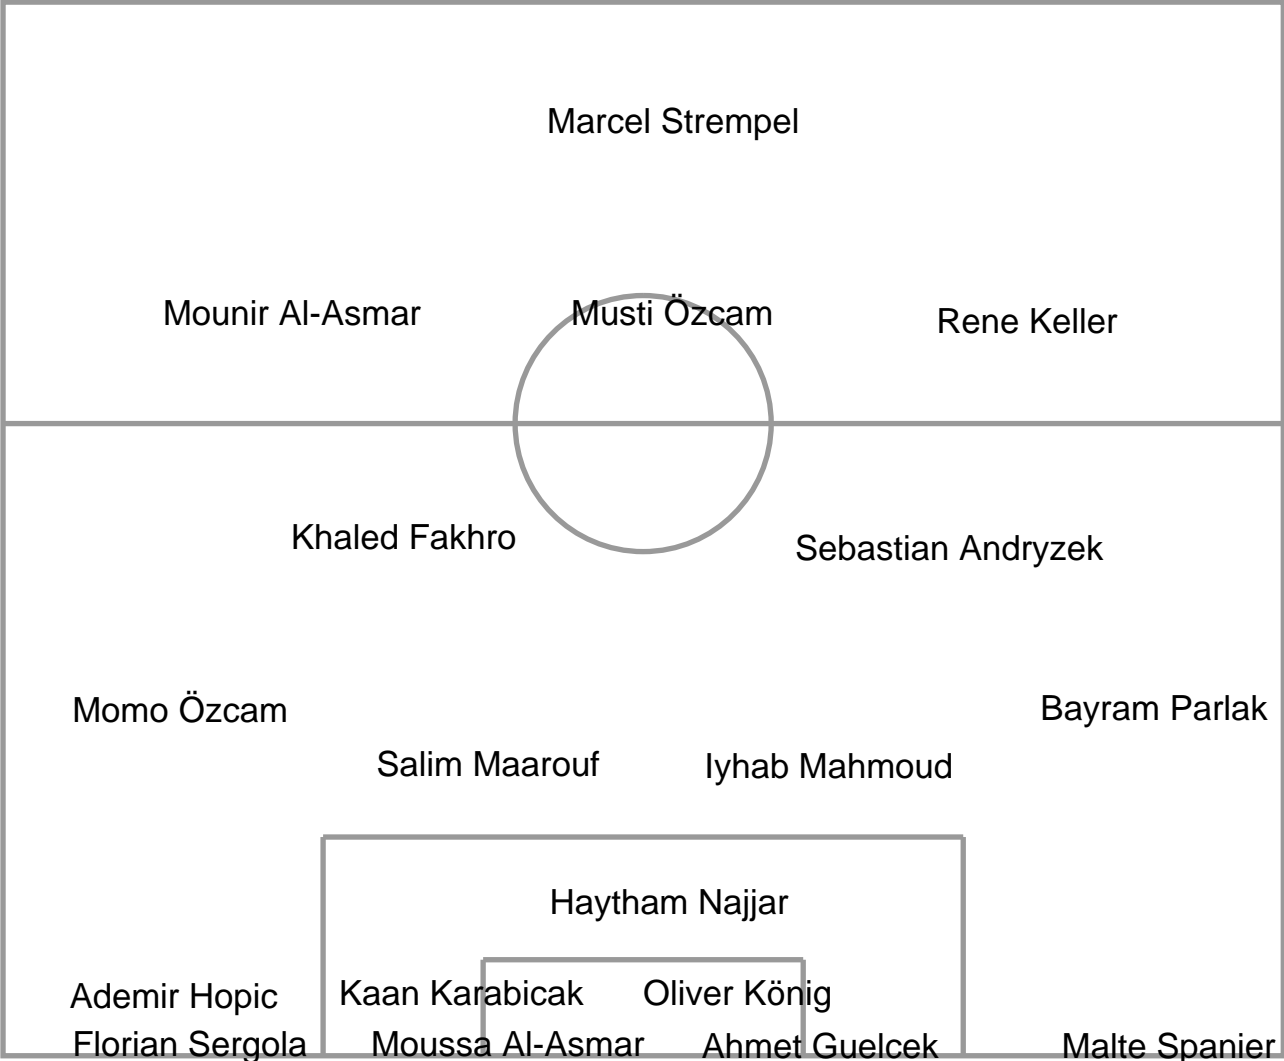 Marcel Strempel
Mounir Al-Asmar Musti Özcam Rene Keller
Khaled Fakhro Sebastian Andryzek
Momo Özcam Bayram Parlak
Salim Maarouf Iyhab Mahmoud
Haytham Najjar
Ademir Hopic Kaan Karabicak Oliver König
Florian Sergola Moussa Al-Asmar Ahmet Guelcek Malte Spanier